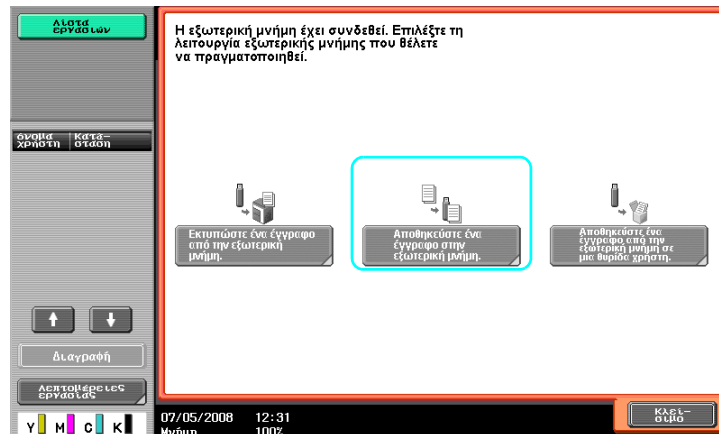 Λίστα
εργασιών
Η εξωτερική μνήμη έχει συνδεθεί. Επιλέξτε τη
λειτουργία εξωτερικής μνήμης που θέλετε
να πραγματοποιηθεί.
όνομα
χρήστη
Κατά-
σταση
Εκτυπώστε ένα έγγραφο
από την εξωτερική
μνήμη.
Αποθηκεύστε ένα
έγγραφο στην
εξωτερική μνήμη.
Αποθηκεύστε ένα
έγγραφο από την
εξωτερική μνήμη σε
μια θυρίδα χρήστη.
Διαγραφή
Λεπτομέρειες
εργασίας
Κλεί-
σιμο
Y M C K
07/05/2008 12:31
Μνήμη 100%